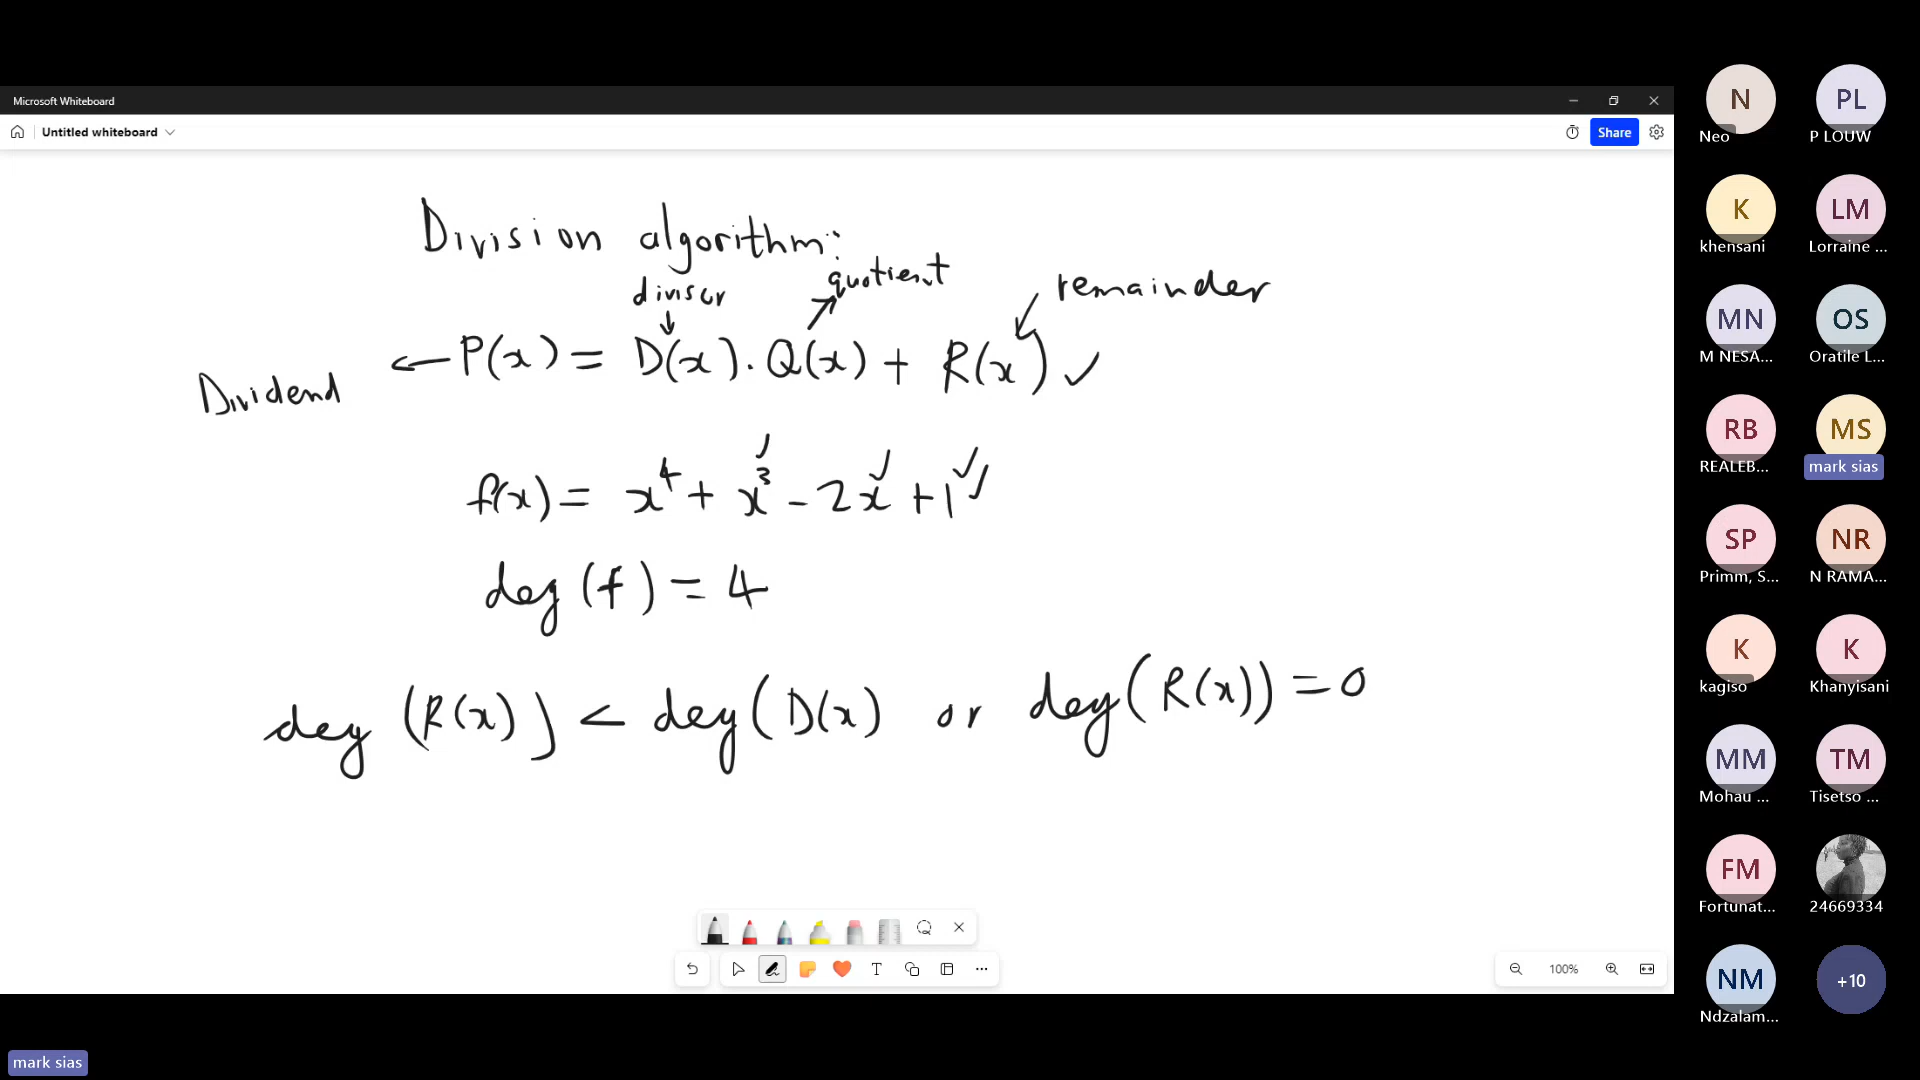 Microsoft Whiteboard
Untitled whiteboard
Share
Division algorithm:
divisor
quotient
remainder
P(x) = D(x) . Q(x) + R(x) ✓
Dividend
f(x) = x⁴ + x³ - 2x + 1
deg (f) = 4
deg (R(x)) < deg (D(x) or deg (R(x)) = 0
T
100%
N
Neo
PL
P LOUW
K
khensani
LM
Lorraine ...
MN
M NESA...
OS
Oratile L...
RB
REALEB...
MS
mark sias
SP
Primm, S...
NR
N RAMA...
K
kagiso
K
Khanyisani
MM
Mohau ...
TM
Tisetso ...
FM
Fortunat...
24669334
NM
Ndzalam...
+10
mark sias